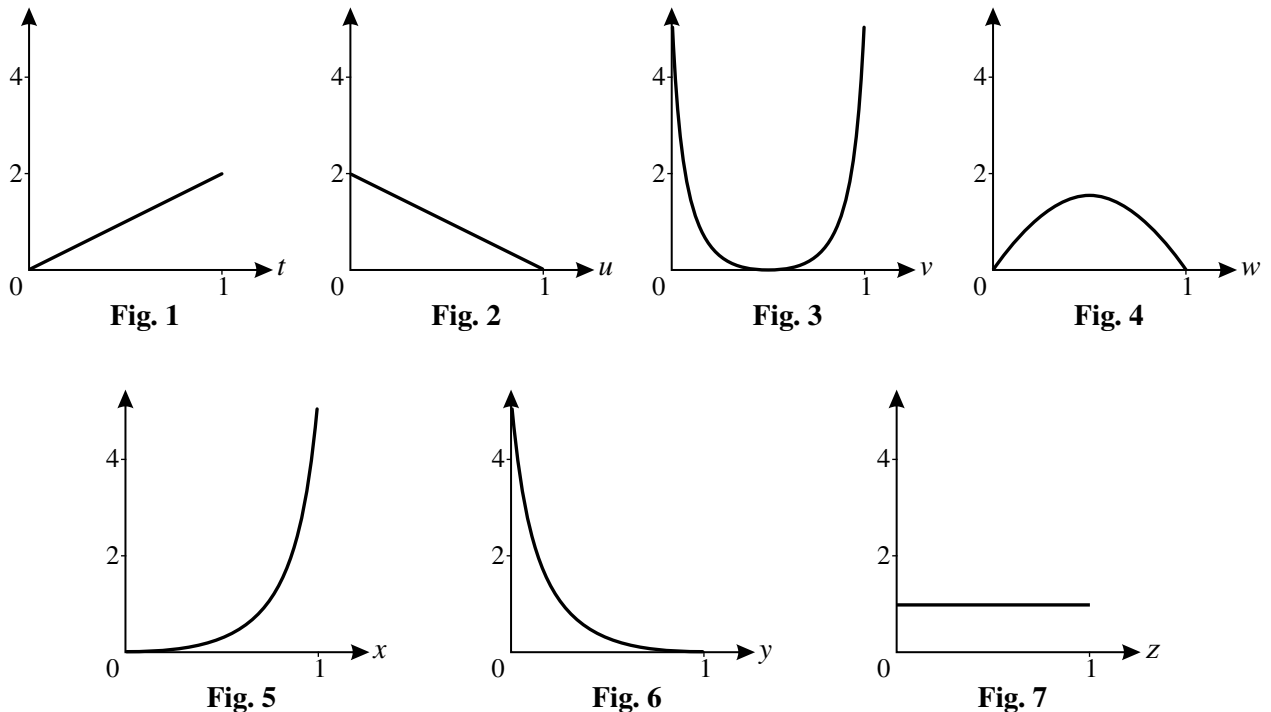 4 4 4 4
2 2 2 2
0 1 t 0 1 u 0 1 v 0 1 w
Fig. 1 Fig. 2 Fig. 3 Fig. 4
4 4 4
2 2 2
0 1 x 0 1 y 0 1 z
Fig. 5 Fig. 6 Fig. 7